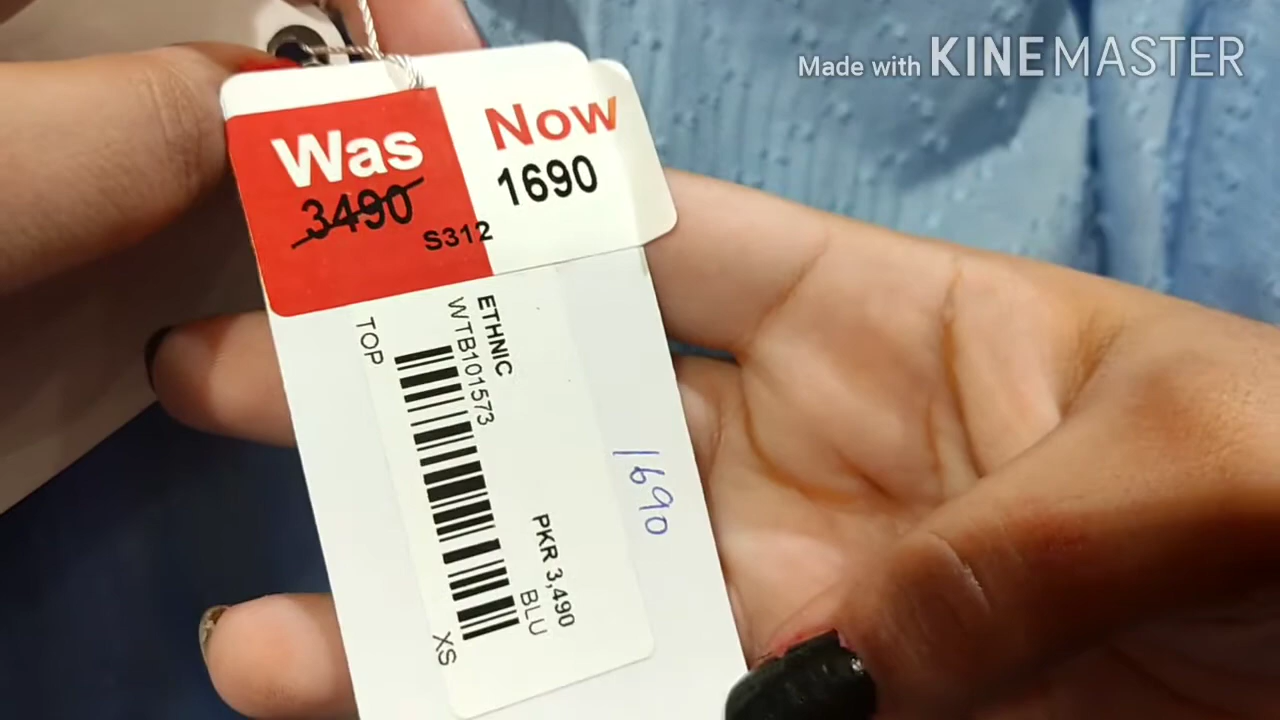 Made with KINEMASTER
Was
3490
S312
Now
1690
ETHNIC
WTB101573
TOP
1690
PKR 3,490
BLU
XS